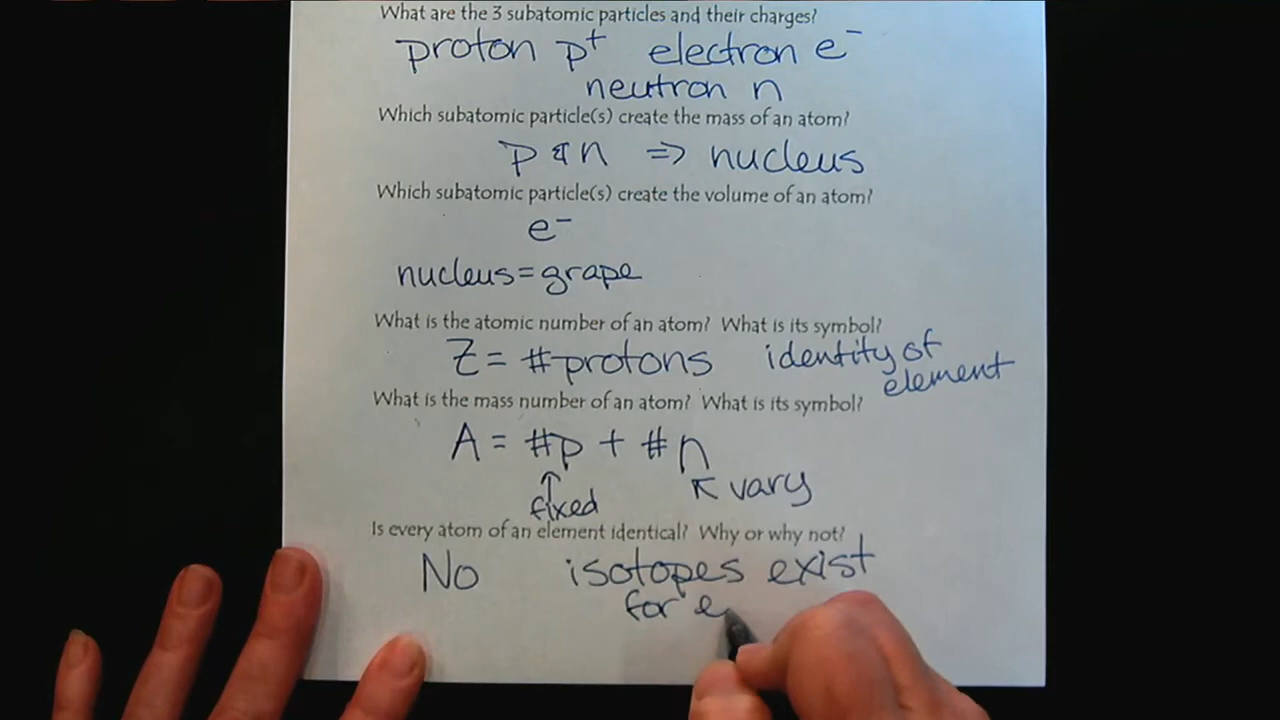 What are the 3 subatomic particles and their charges?
proton p⁺ electron e⁻
neutron n
Which subatomic particle(s) create the mass of an atom?
p & n ⇒ nucleus
Which subatomic particle(s) create the volume of an atom?
e⁻
nucleus = grape
What is the atomic number of an atom? What is its symbol?
Z = #protons identity of
element
What is the mass number of an atom? What is its symbol?
A = #p + #n
↑ ↖ vary
fixed
Is every atom of an element identical? Why or why not?
No isotopes exist
for e